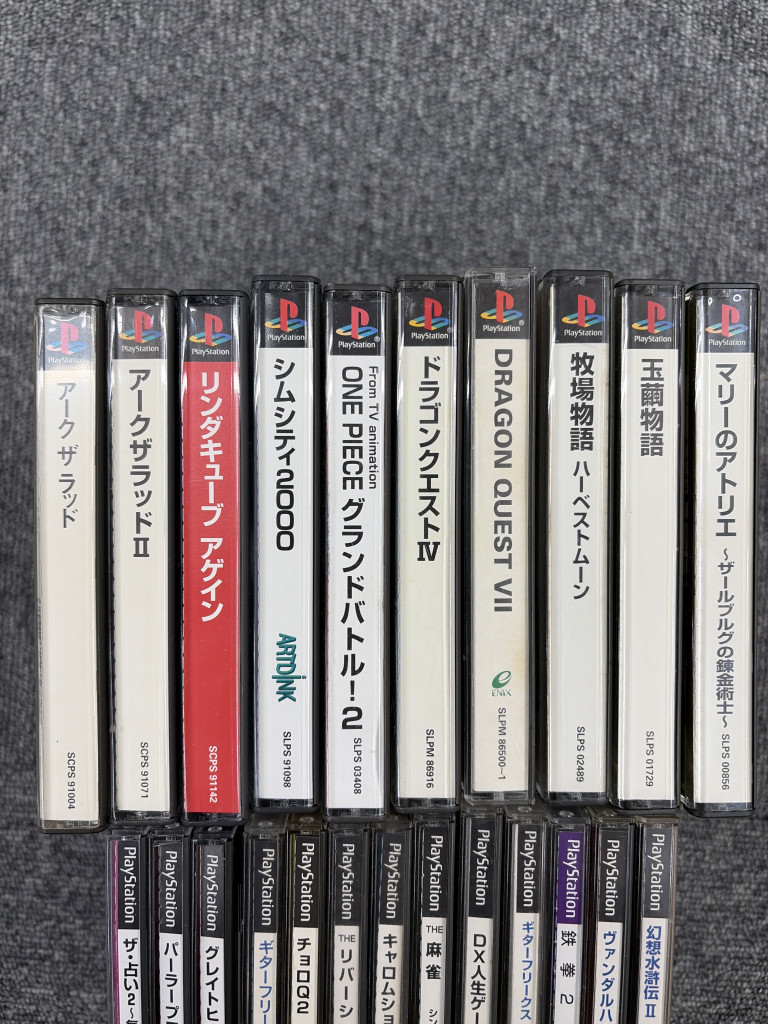 PlayStation
アーク ザ ラッド
SCPS 91004
PlayStation
アークザラッドII
SCPS 91071
PlayStation
リンダキューブ アゲイン
SCPS 91142
PlayStation
シムシティ2000
ARTDINK
SLPS 91098
PlayStation
From TV animation
ONE PIECE グランドバトル!2
SLPS 03408
PlayStation
ドラゴンクエストIV
SLPM 86916
PlayStation
DRAGON QUEST VII
ENIX
SLPM 86500~1
PlayStation
牧場物語 ハーベストムーン
SLPS 02489
PlayStation
玉繭物語
SLPS 01729
PlayStation
マリーのアトリエ ~ザールブルグの錬金術士~
SLPS 00856
PlayStation
ザ・占い2~
PlayStation
パーラープ
PlayStation
グレイトヒ
PlayStation
ギターフリー
PlayStation
チョロQ2
PlayStation
THE リバーシ
PlayStation
キャロムショ
PlayStation
THE 麻雀
PlayStation
DX人生ゲー
PlayStation
ギターフリークス
PlayStation
鉄拳2
PlayStation
ヴァンダルハ
PlayStation
幻想水滸伝II